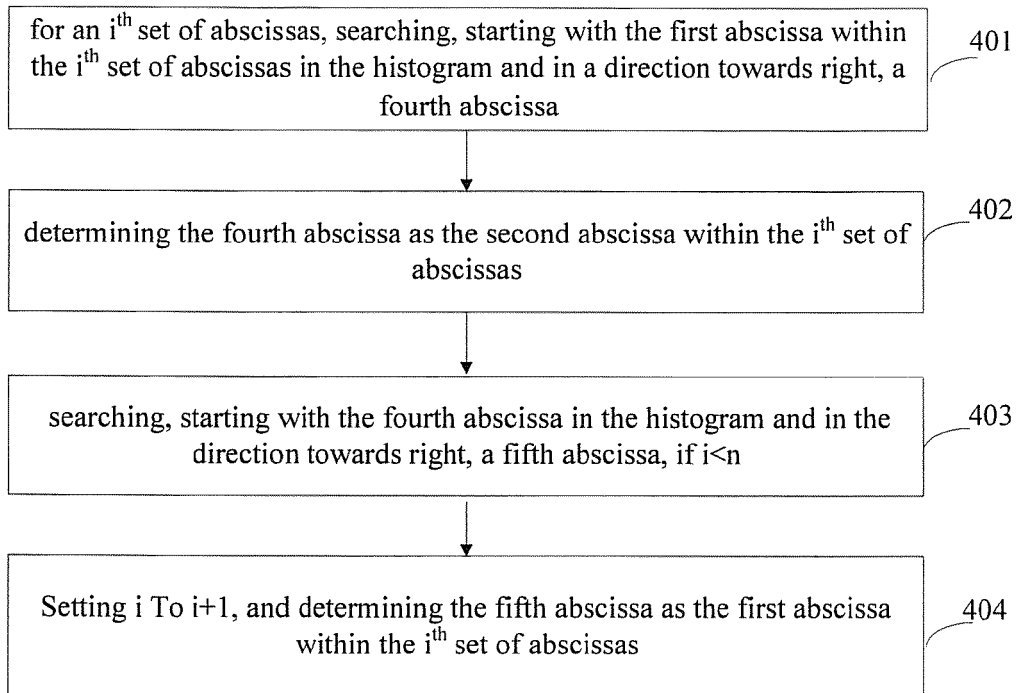 for an i^th set of abscissas, searching, starting with the first abscissa within
the i^th set of abscissas in the histogram and in a direction towards right, a
fourth abscissa
401
determining the fourth abscissa as the second abscissa within the i^th set of
abscissas
402
searching, starting with the fourth abscissa in the histogram and in the
direction towards right, a fifth abscissa, if i<n
403
Setting i To i+1, and determining the fifth abscissa as the first abscissa
within the i^th set of abscissas
404